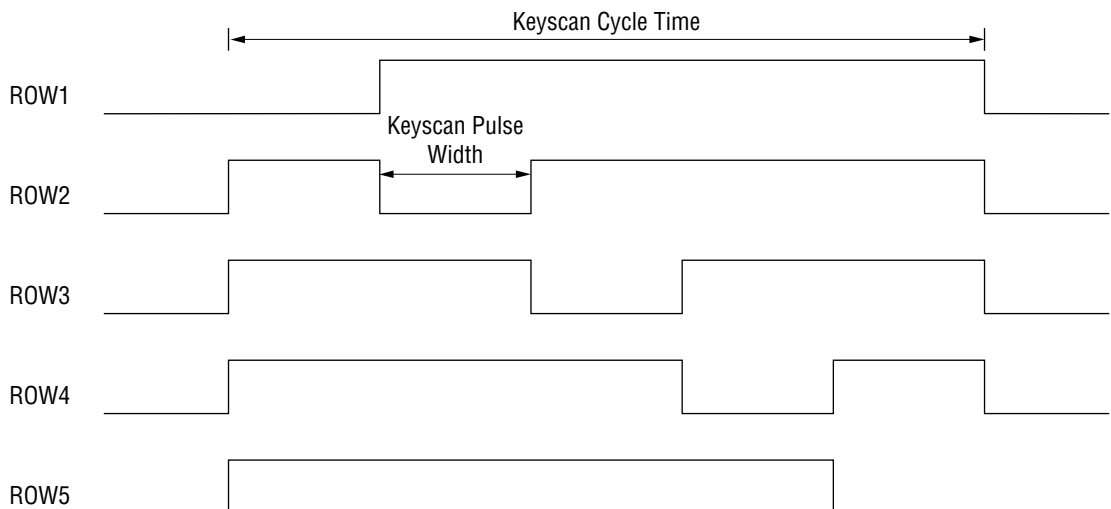 Keyscan Cycle Time
ROW1
Keyscan Pulse
Width
ROW2
ROW3
ROW4
ROW5